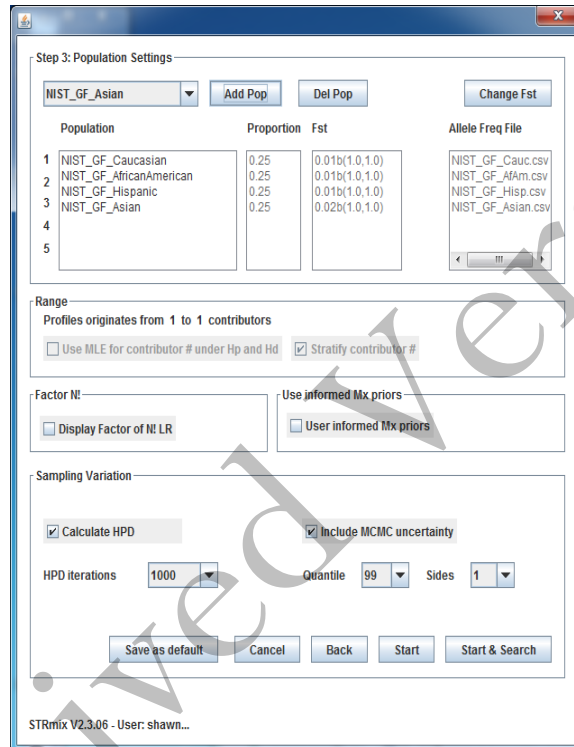 X
Step 3: Population Settings
NIST_GF_Asian Add Pop Del Pop Change Fst
Population Proportion Fst Allele Freq File
1 NIST_GF_Caucasian 0.25 0.01b(1.0,1.0) NIST_GF_Cauc.csv
2 NIST_GF_AfricanAmerican 0.25 0.01b(1.0,1.0) NIST_GF_AfAm.csv
3 NIST_GF_Hispanic 0.25 0.01b(1.0,1.0) NIST_GF_Hisp.csv
4 NIST_GF_Asian 0.25 0.02b(1.0,1.0) NIST_GF_Asian.csv
5
Range
Profiles originates from 1 to 1 contributors
Use MLE for contributor # under Hp and Hd Stratify contributor #
Factor N! Use informed Mx priors
Display Factor of N! LR User informed Mx priors
Sampling Variation
Calculate HPD Include MCMC uncertainty
HPD iterations 1000 Quantile 99 Sides 1
Save as default Cancel Back Start Start & Search
STRmix V2.3.06 - User: shawn...
ived Ver